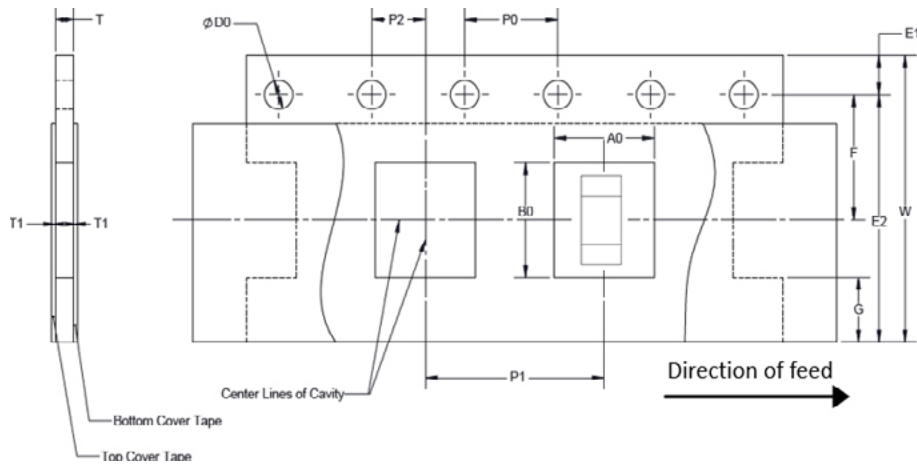 T
P2
P0
E1
ϕD0
A0
F
T1
T1
B0
E2
W
G
P1
Direction of feed
Center Lines of Cavity
Bottom Cover Tape
Top Cover Tape